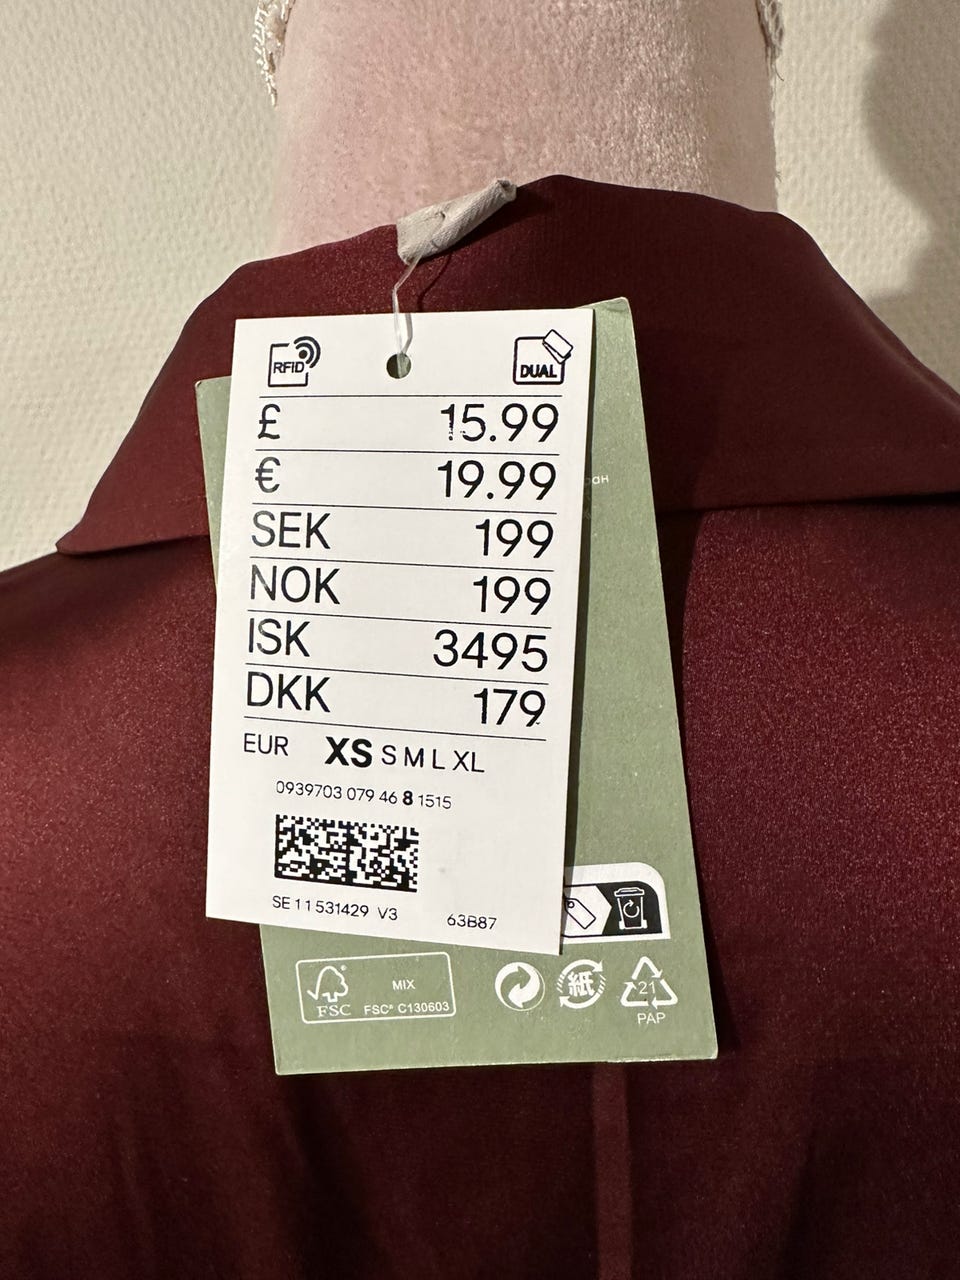 RFID
DUAL
£ 15.99
€ 19.99
SEK 199
NOK 199
ISK 3495
DKK 179
EUR XS S M L XL
0939703 079 46 8 1515
SE 11 531429 V3 63B87
MIX
FSC FSC® C130603
紙
21
PAP